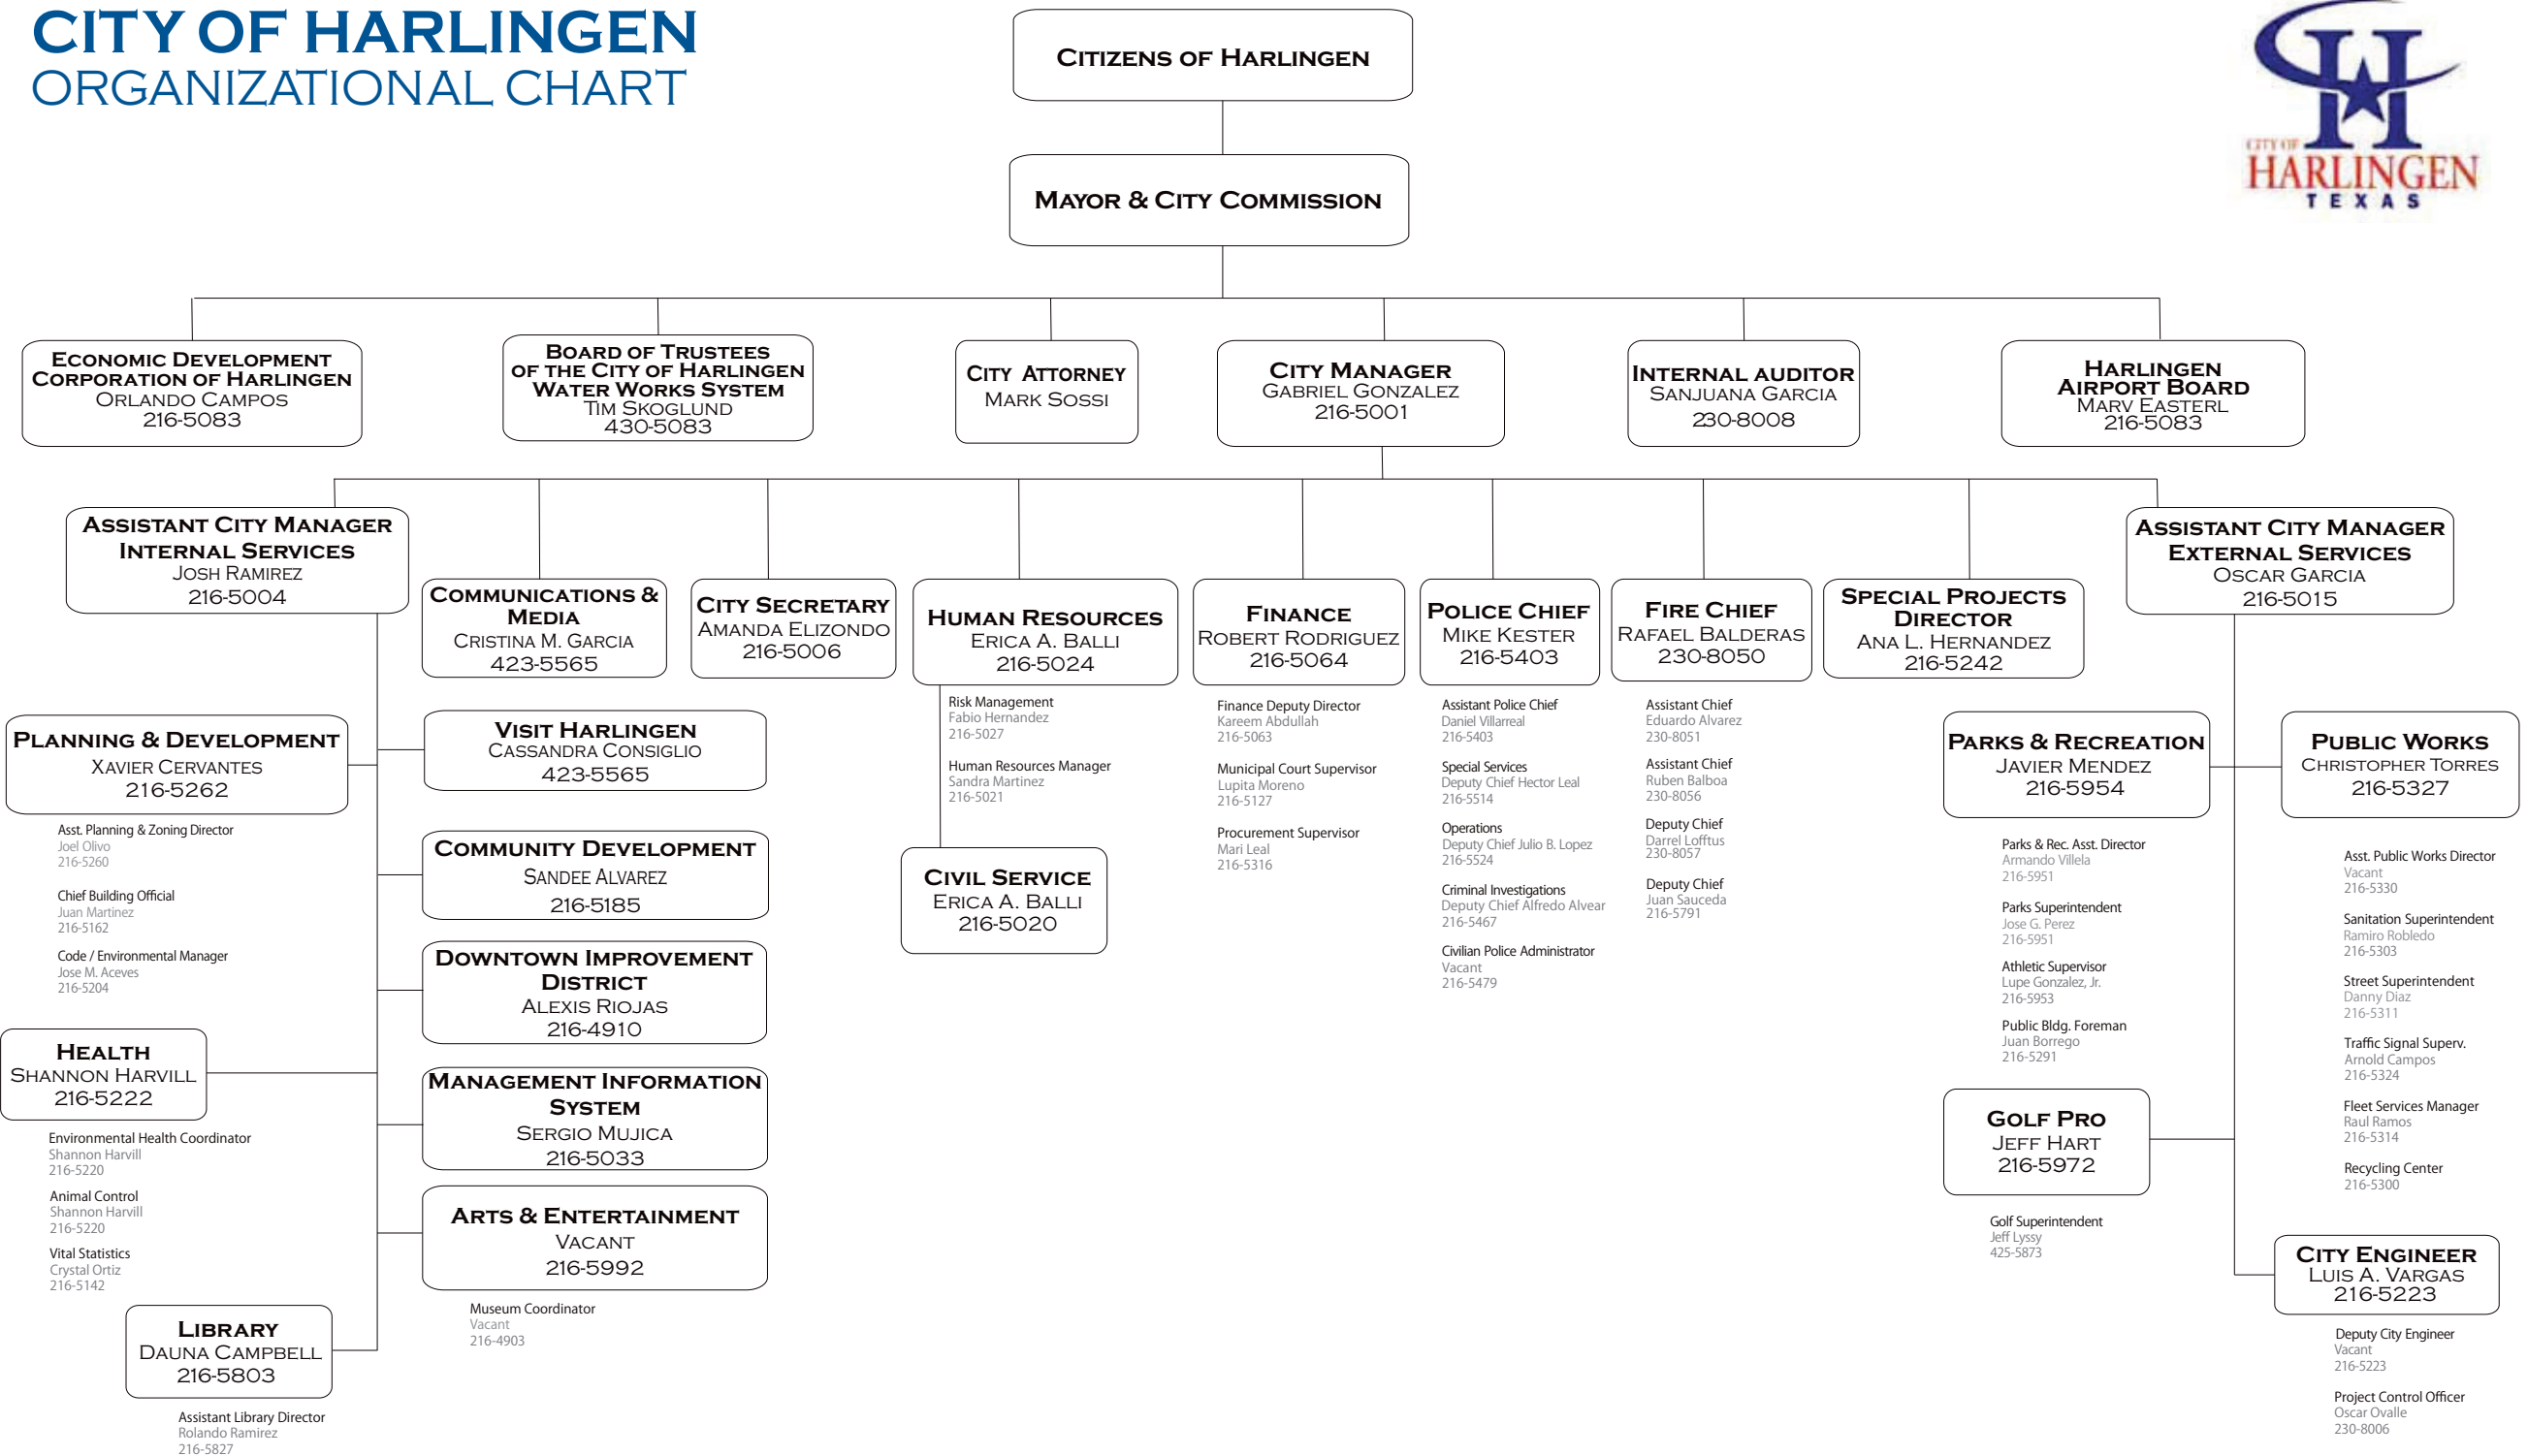 CITY OF HARLINGEN
ORGANIZATIONAL CHART
CITIZENS OF HARLINGEN
CITY OF
HARLINGEN
TEXAS
MAYOR & CITY COMMISSION
ECONOMIC DEVELOPMENT
CORPORATION OF HARLINGEN
ORLANDO CAMPOS
216-5083
BOARD OF TRUSTEES
OF THE CITY OF HARLINGEN
WATER WORKS SYSTEM
TIM SKOGLUND
430-5083
CITY ATTORNEY
MARK SOSSI
CITY MANAGER
GABRIEL GONZALEZ
216-5001
INTERNAL AUDITOR
SANJUANA GARCIA
230-8008
HARLINGEN
AIRPORT BOARD
MARV EASTERL
216-5083
ASSISTANT CITY MANAGER
INTERNAL SERVICES
JOSH RAMIREZ
216-5004
COMMUNICATIONS &
MEDIA
CRISTINA M. GARCIA
423-5565
CITY SECRETARY
AMANDA ELIZONDO
216-5006
HUMAN RESOURCES
ERICA A. BALLI
216-5024
FINANCE
ROBERT RODRIGUEZ
216-5064
POLICE CHIEF
MIKE KESTER
216-5403
FIRE CHIEF
RAFAEL BALDERAS
230-8050
SPECIAL PROJECTS
DIRECTOR
ANA L. HERNANDEZ
216-5242
ASSISTANT CITY MANAGER
EXTERNAL SERVICES
OSCAR GARCIA
216-5015
PLANNING & DEVELOPMENT
XAVIER CERVANTES
216-5262
Asst. Planning & Zoning Director
Joel Olivo
216-5260
Chief Building Official
Juan Martinez
216-5162
Code / Environmental Manager
Jose M. Aceves
216-5204
HEALTH
SHANNON HARVILL
216-5222
Environmental Health Coordinator
Shannon Harvill
216-5220
Animal Control
Shannon Harvill
216-5220
Vital Statistics
Crystal Ortiz
216-5142
LIBRARY
DAUNA CAMPBELL
216-5803
Assistant Library Director
Rolando Ramirez
216-5827
VISIT HARLINGEN
CASSANDRA CONSIGLIO
423-5565
COMMUNITY DEVELOPMENT
SANDEE ALVAREZ
216-5185
DOWNTOWN IMPROVEMENT
DISTRICT
ALEXIS RIOJAS
216-4910
MANAGEMENT INFORMATION
SYSTEM
SERGIO MUJICA
216-5033
ARTS & ENTERTAINMENT
VACANT
216-5992
Museum Coordinator
Vacant
216-4903
Risk Management
Fabio Hernandez
216-5027
Human Resources Manager
Sandra Martinez
216-5021
CIVIL SERVICE
ERICA A. BALLI
216-5020
Finance Deputy Director
Kareem Abdullah
216-5063
Municipal Court Supervisor
Lupita Moreno
216-5127
Procurement Supervisor
Mari Leal
216-5316
Assistant Police Chief
Daniel Villarreal
216-5403
Special Services
Deputy Chief Hector Leal
216-5514
Operations
Deputy Chief Julio B. Lopez
216-5524
Criminal Investigations
Deputy Chief Alfredo Alvear
216-5467
Civilian Police Administrator
Vacant
216-5479
Assistant Chief
Eduardo Alvarez
230-8051
Assistant Chief
Ruben Balboa
230-8056
Deputy Chief
Darrel Lofftus
230-8057
Deputy Chief
Juan Sauceda
216-5791
PARKS & RECREATION
JAVIER MENDEZ
216-5954
Parks & Rec. Asst. Director
Armando Villela
216-5951
Parks Superintendent
Jose G. Perez
216-5951
Athletic Supervisor
Lupe Gonzalez, Jr.
216-5953
Public Bldg. Foreman
Juan Borrego
216-5291
GOLF PRO
JEFF HART
216-5972
Golf Superintendent
Jeff Lyssy
425-5873
PUBLIC WORKS
CHRISTOPHER TORRES
216-5327
Asst. Public Works Director
Vacant
216-5330
Sanitation Superintendent
Ramiro Robledo
216-5303
Street Superintendent
Danny Diaz
216-5311
Traffic Signal Superv.
Arnold Campos
216-5324
Fleet Services Manager
Raul Ramos
216-5314
Recycling Center
216-5300
CITY ENGINEER
LUIS A. VARGAS
216-5223
Deputy City Engineer
Vacant
216-5223
Project Control Officer
Oscar Ovalle
230-8006